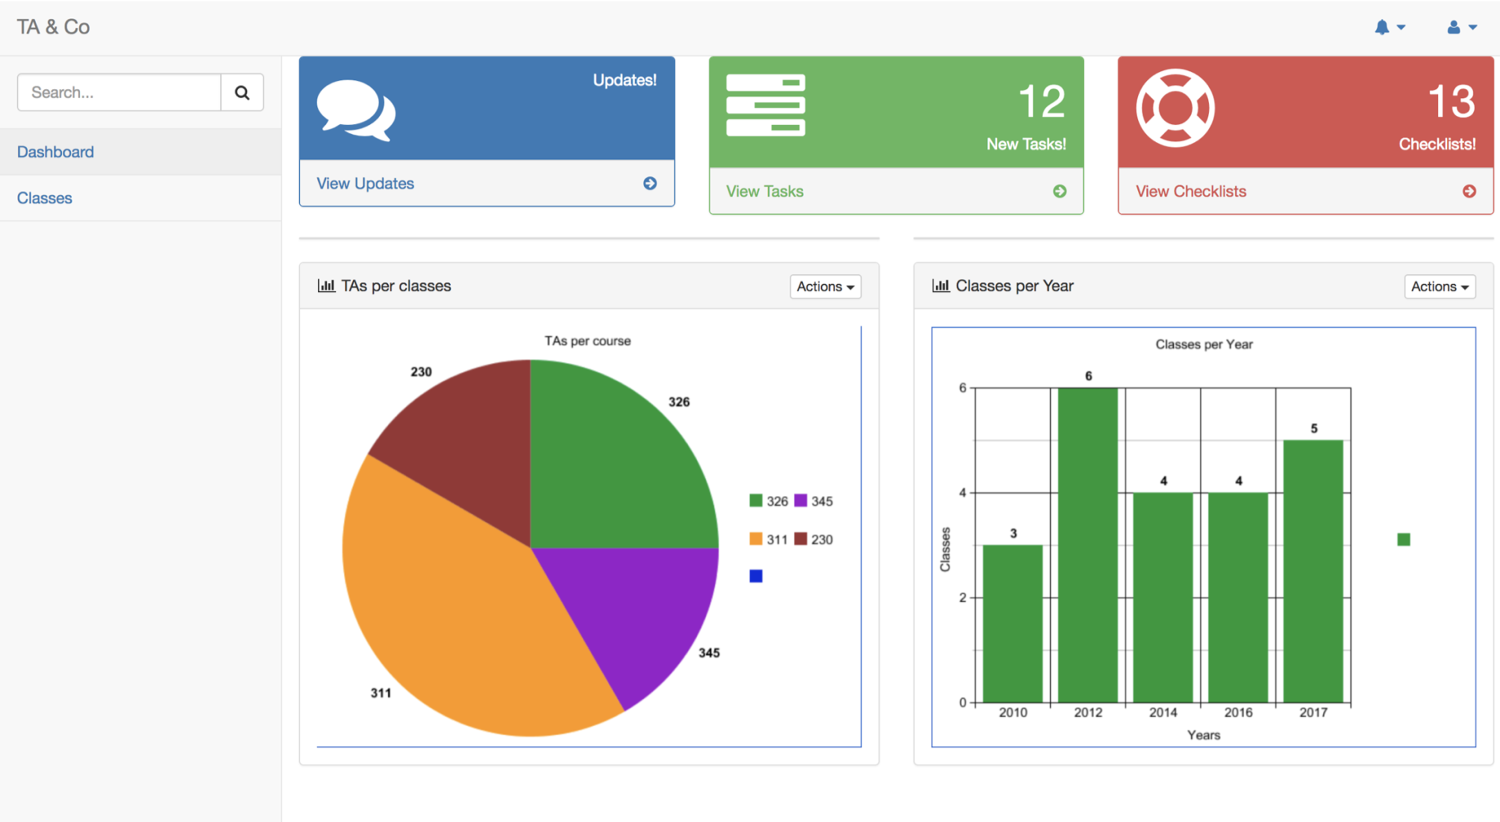 TA & Co
Search...
Dashboard
Classes
Updates!
View Updates
12
New Tasks!
View Tasks
13
Checklists!
View Checklists
TAs per classes
Actions
TAs per course
230
326
345
311
326 345
311 230
Classes per Year
Actions
Classes per Year
6
4
2
0
Classes
3
6
4
4
5
2010 2012 2014 2016 2017
Years